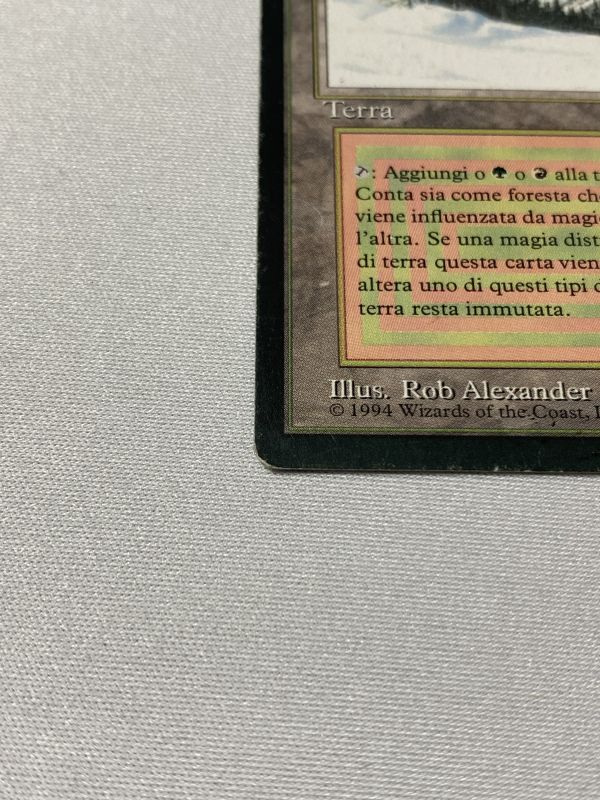 Terra
: Aggiungi o o alla t
Conta sia come foresta ch
viene influenzata da magi
l'altra. Se una magia dist
di terra questa carta vien
altera uno di questi tipi d
terra resta immutata.
Illus. Rob Alexander
© 1994 Wizards of the Coast, I